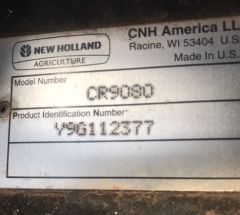 CNH America LL
NEW HOLLAND
AGRICULTURE
Racine, WI 53404 U.S.
Made in U.S.
Model Number
CR9080
Product Identification Number
Y9G112377